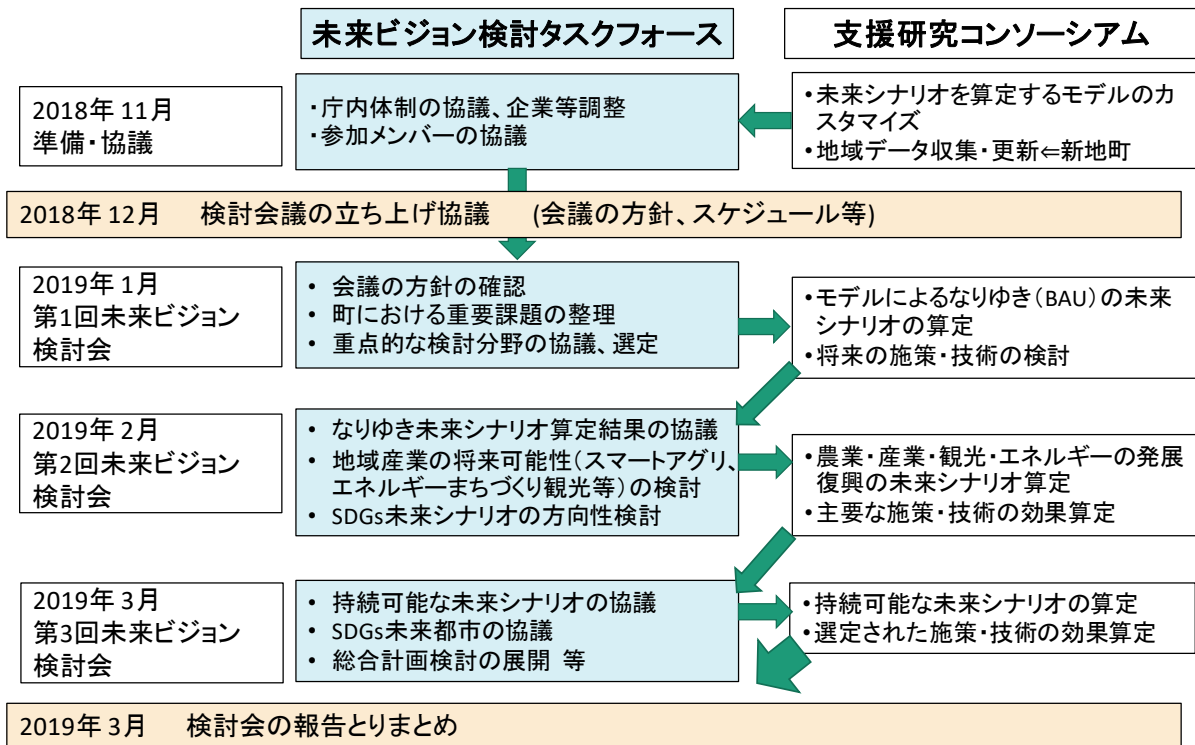 未来ビジョン検討タスクフォース
支援研究コンソーシアム
2018年 11月
準備・協議
・庁内体制の協議、企業等調整
・参加メンバーの協議
•未来シナリオを算定するモデルのカ
スタマイズ
•地域データ収集・更新⇐新地町
2018年 12月 検討会議の立ち上げ協議 (会議の方針、スケジュール等)
2019年 1月
第1回未来ビジョン
検討会
• 会議の方針の確認
• 町における重要課題の整理
• 重点的な検討分野の協議、選定
•モデルによるなりゆき（BAU）の未来
シナリオの算定
•将来の施策・技術の検討
2019年 2月
第2回未来ビジョン
検討会
• なりゆき未来シナリオ算定結果の協議
• 地域産業の将来可能性（スマートアグリ、
エネルギーまちづくり観光等）の検討
• SDGs未来シナリオの方向性検討
•農業・産業・観光・エネルギーの発展
復興の未来シナリオ算定
•主要な施策・技術の効果算定
2019年 3月
第3回未来ビジョン
検討会
• 持続可能な未来シナリオの協議
• SDGs未来都市の協議
• 総合計画検討の展開 等
•持続可能な未来シナリオの算定
•選定された施策・技術の効果算定
2019年 3月 検討会の報告とりまとめ